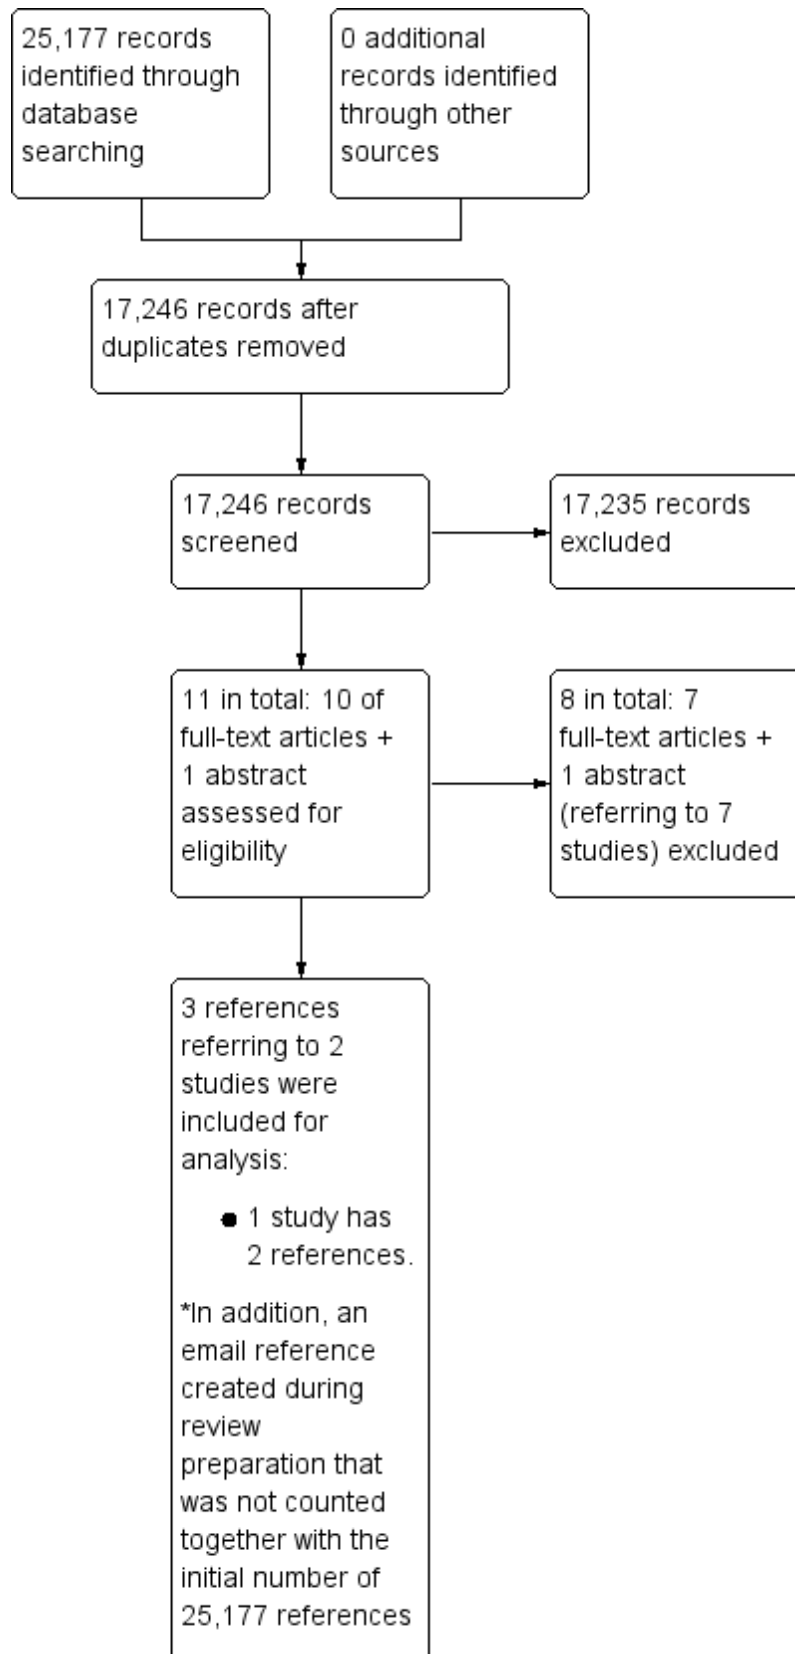 25,177 records
identified through
database
searching
0 additional
records identified
through other
sources
17,246 records after
duplicates removed
17,246 records
screened
17,235 records
excluded
11 in total: 10 of
full-text articles +
1 abstract
assessed for
eligibility
8 in total: 7
full-text articles +
1 abstract
(referring to 7
studies) excluded
3 references
referring to 2
studies were
included for
analysis:
● 1 study has
2 references.
*In addition, an
email reference
created during
review
preparation that
was not counted
together with the
initial number of
25,177 references